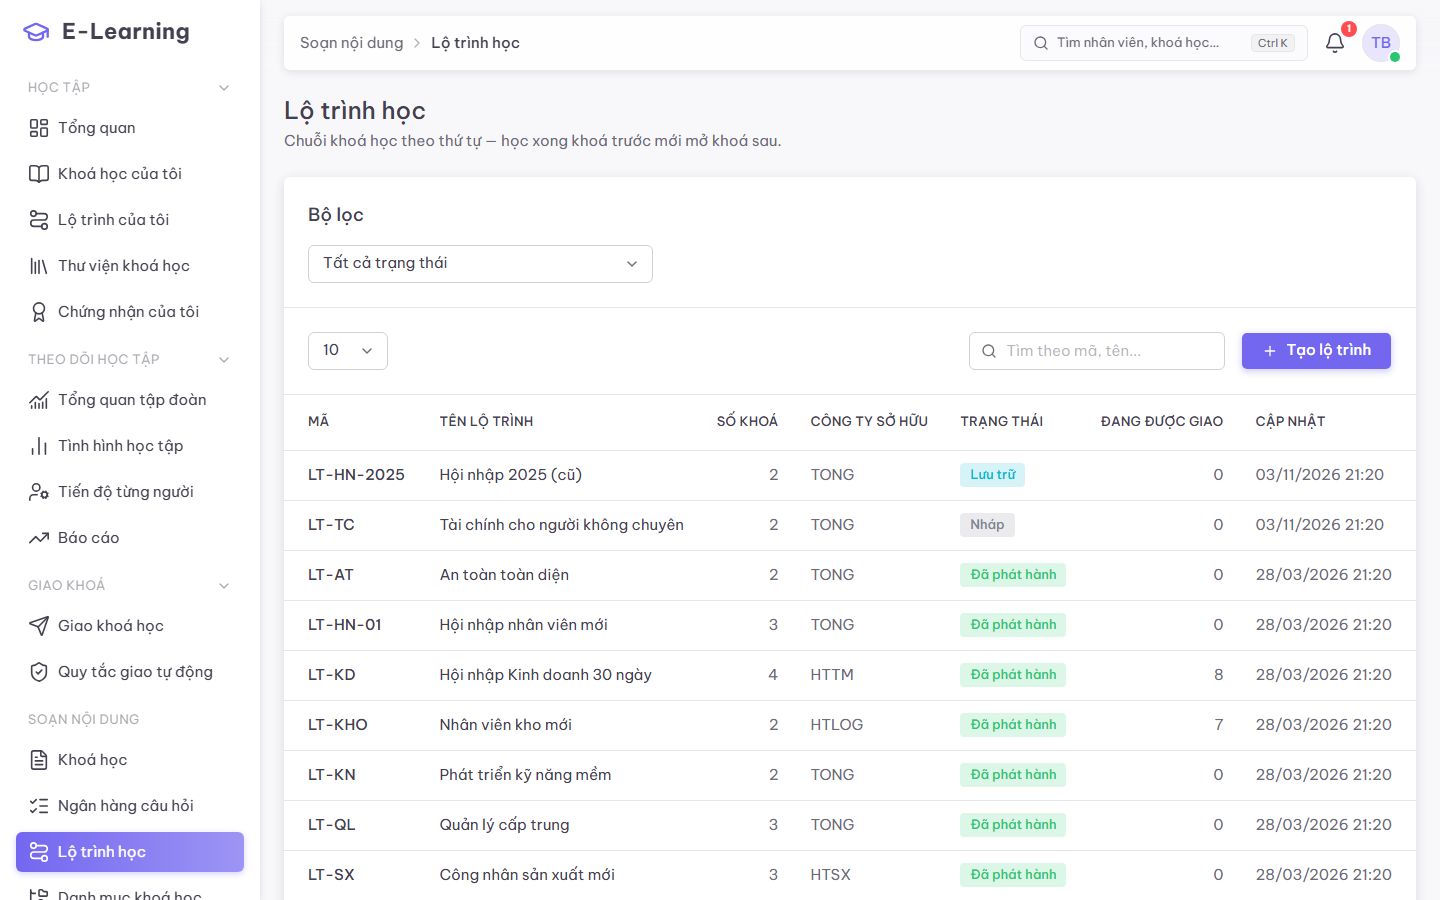 E-Learning
HỌC TẬP
Tổng quan
Khoá học của tôi
Lộ trình của tôi
Thư viện khoá học
Chứng nhận của tôi
THEO DÕI HỌC TẬP
Tổng quan tập đoàn
Tình hình học tập
Tiến độ từng người
Báo cáo
GIAO KHOÁ
Giao khoá học
Quy tắc giao tự động
SOẠN NỘI DUNG
Khoá học
Ngân hàng câu hỏi
Lộ trình học
Danh mục khoá học
Soạn nội dung > Lộ trình học
Tìm nhân viên, khoá học... Ctrl K
1
TB
Lộ trình học
Chuỗi khoá học theo thứ tự — học xong khoá trước mới mở khoá sau.
Bộ lọc
Tất cả trạng thái
10
Tìm theo mã, tên...
+ Tạo lộ trình
MÃ TÊN LỘ TRÌNH SỐ KHOÁ CÔNG TY SỞ HỮU TRẠNG THÁI ĐANG ĐƯỢC GIAO CẬP NHẬT
LT-HN-2025 Hội nhập 2025 (cũ) 2 TONG Lưu trữ 0 03/11/2026 21:20
LT-TC Tài chính cho người không chuyên 2 TONG Nháp 0 03/11/2026 21:20
LT-AT An toàn toàn diện 2 TONG Đã phát hành 0 28/03/2026 21:20
LT-HN-01 Hội nhập nhân viên mới 3 TONG Đã phát hành 0 28/03/2026 21:20
LT-KD Hội nhập Kinh doanh 30 ngày 4 HTTM Đã phát hành 8 28/03/2026 21:20
LT-KHO Nhân viên kho mới 2 HTLOG Đã phát hành 7 28/03/2026 21:20
LT-KN Phát triển kỹ năng mềm 2 TONG Đã phát hành 0 28/03/2026 21:20
LT-QL Quản lý cấp trung 3 TONG Đã phát hành 0 28/03/2026 21:20
LT-SX Công nhân sản xuất mới 3 HTSX Đã phát hành 0 28/03/2026 21:20